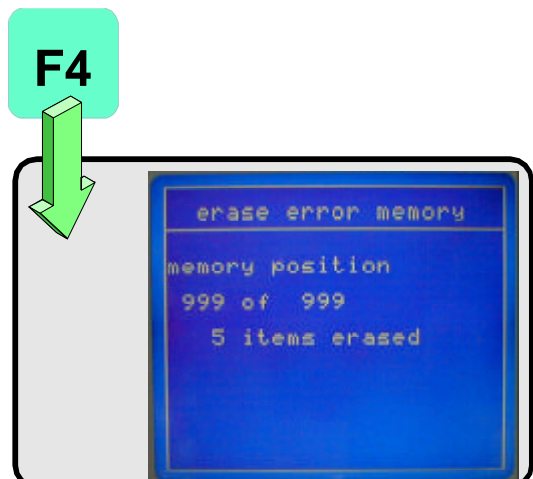 F4
erase error memory
memory position
999 of 999
5 items erased